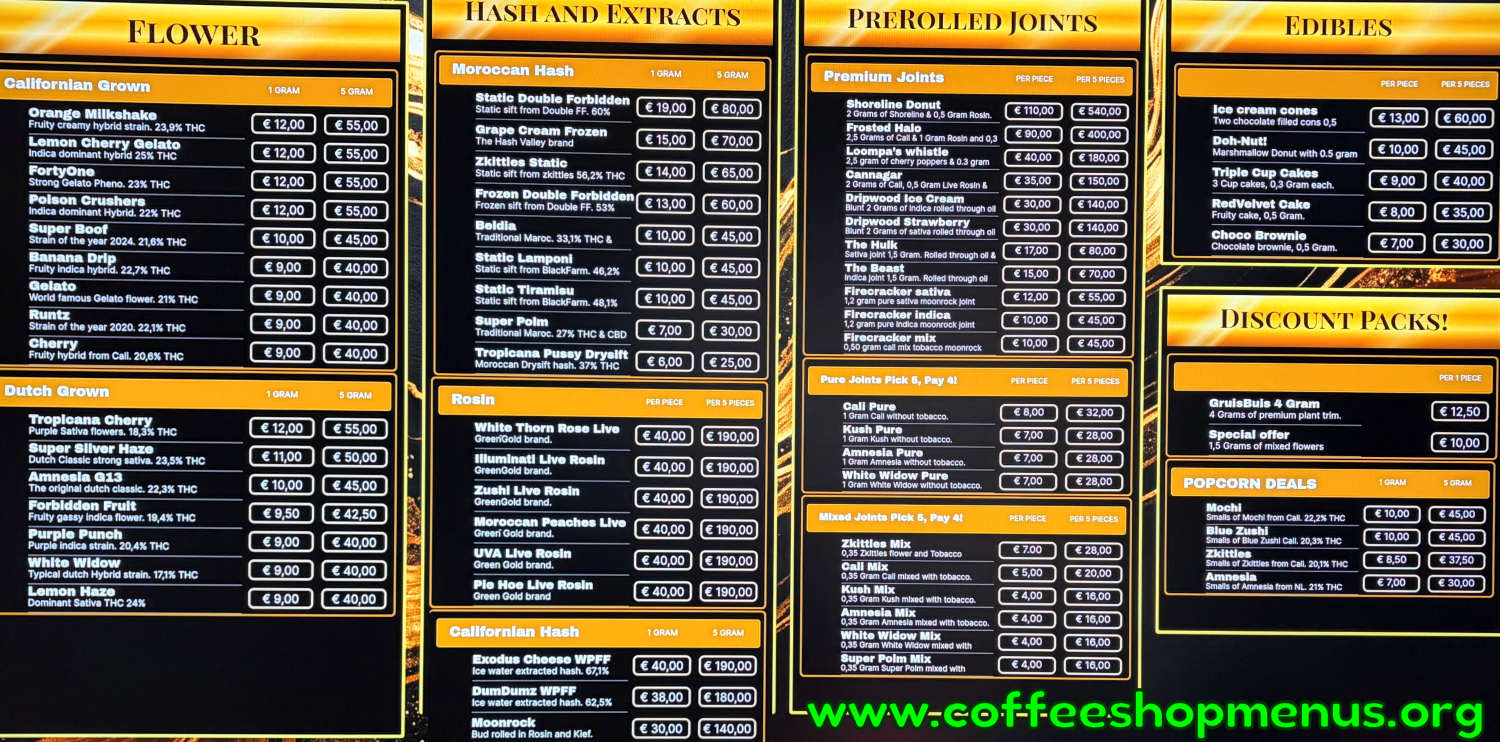 FLOWER
Californian Grown 1 GRAM 5 GRAM
Orange Milkshake
Fruity creamy hybrid strain. 23,9% THC € 12,00 € 55,00
Lemon Cherry Gelato
Indica dominant hybrid 25% THC € 12,00 € 55,00
FortyOne
Strong Gelato Pheno. 23% THC € 12,00 € 55,00
Poison Crushers
Indica dominant Hybrid. 22% THC € 12,00 € 55,00
Super Boof
Strain of the year 2024. 21,6% THC € 10,00 € 45,00
Banana Drip
Fruity indica hybrid. 22,7% THC € 9,00 € 40,00
Gelato
World famous Gelato flower. 21% THC € 9,00 € 40,00
Runtz
Strain of the year 2020. 22,1% THC € 9,00 € 40,00
Cherry
Fruity hybrid from Cali. 20,6% THC € 9,00 € 40,00
Dutch Grown 1 GRAM 5 GRAM
Tropicana Cherry
Purple Sativa flowers. 18,3% THC € 12,00 € 55,00
Super Silver Haze
Dutch Classic strong sativa. 23,5% THC € 11,00 € 50,00
Amnesia G13
The original dutch classic. 22,3% THC € 10,00 € 45,00
Forbidden Fruit
Fruity gassy indica flower. 19,4% THC € 9,50 € 42,50
Purple Punch
Purple indica strain. 20,4% THC € 9,00 € 40,00
White Widow
Typical dutch Hybrid strain. 17,1% THC € 9,00 € 40,00
Lemon Haze
Dominant Sativa THC 24% € 9,00 € 40,00
HASH AND EXTRACTS
Moroccan Hash 1 GRAM 5 GRAM
Static Double Forbidden
Static sift from Double FF. 60% € 19,00 € 80,00
Grape Cream Frozen
The Hash Valley brand € 15,00 € 70,00
Zkittles Static
Static sift from zkittles 56,2% THC € 14,00 € 65,00
Frozen Double Forbidden
Frozen sift from Double FF. 53% € 13,00 € 60,00
Beldia
Traditional Maroc. 33,1% THC & € 10,00 € 45,00
Static Lamponi
Static sift from BlackFarm. 46,2% € 10,00 € 45,00
Static Tiramisu
Static sift from BlackFarm. 48,1% € 10,00 € 45,00
Super Polm
Traditional Maroc. 27% THC & CBD € 7,00 € 30,00
Tropicana Pussy Drysift
Moroccan Drysift hash. 37% THC € 6,00 € 25,00
Rosin PER PIECE PER 5 PIECES
White Thorn Rose Live
GreenGold brand. € 40,00 € 190,00
Illuminati Live Rosin
GreenGold brand. € 40,00 € 190,00
Zushi Live Rosin
GreenGold brand. € 40,00 € 190,00
Moroccan Peaches Live
Green Gold brand. € 40,00 € 190,00
UVA Live Rosin
Green Gold brand. € 40,00 € 190,00
Pie Hoe Live Rosin
Green Gold brand € 40,00 € 190,00
Californian Hash 1 GRAM 5 GRAM
Exodus Cheese WPFF
Ice water extracted hash. 67,1% € 40,00 € 190,00
DumDumz WPFF
Ice water extracted hash. 62,5% € 38,00 € 180,00
Moonrock
Bud rolled in Rosin and Kief. € 30,00 € 140,00
PREROLLED JOINTS
Premium Joints PER PIECE PER 5 PIECES
Shoreline Donut
2 Grams of Shoreline & 0,5 Gram Rosin. € 110,00 € 540,00
Frosted Halo
2,5 Grams of Cali & 1 Gram Rosin and 0,3 € 90,00 € 400,00
Loompa's whistle
2,5 gram of cherry poppers & 0.3 gram € 40,00 € 180,00
Cannagar
2 Grams of Cali, 0,5 Gram Live Rosin & € 35,00 € 150,00
Dripwood Ice Cream
Blunt 2 Grams of Indica rolled through oil € 30,00 € 140,00
Dripwood Strawberry
Blunt 2 Grams of sativa rolled through oil € 30,00 € 140,00
The Hulk
Sativa joint 1,5 Gram. Rolled through oil & € 17,00 € 80,00
The Beast
Indica joint 1,5 Gram. Rolled through oil € 15,00 € 70,00
Firecracker sativa
1,2 gram pure sativa moonrock joint € 12,00 € 55,00
Firecracker indica
1,2 gram pure Indica moonrock joint € 10,00 € 45,00
Firecracker mix
0,50 gram cali mix tobacco moonrock € 10,00 € 45,00
Pure Joints Pick 5, Pay 4! PER PIECE PER 5 PIECES
Cali Pure
1 Gram Cali without tobacco. € 8,00 € 32,00
Kush Pure
1 Gram Kush without tobacco. € 7,00 € 28,00
Amnesia Pure
1 Gram Amnesia without tobacco. € 7,00 € 28,00
White Widow Pure
1 Gram White Widow without tobacco. € 7,00 € 28,00
Mixed Joints Pick 5, Pay 4! PER PIECE PER 5 PIECES
Zkittles Mix
0,35 Zkittles flower and Tobacco € 7.00 € 28,00
Cali Mix
0,35 Gram Cali mixed with tobacco. € 5,00 € 20,00
Kush Mix
0,35 Gram Kush mixed with tobacco. € 4,00 € 16,00
Amnesia Mix
0,35 Gram Amnesia mixed with tobacco. € 4,00 € 16,00
White Widow Mix
0,35 Gram White Widow mixed with € 4,00 € 16,00
Super Polm Mix
0,35 Gram Super Polm mixed with € 4,00 € 16,00
EDIBLES
PER PIECE PER 5 PIECES
Ice cream cones
Two chocolate filled cons 0,5 € 13,00 € 60,00
Doh-Nut!
Marshmallow Donut with 0.5 gram € 10,00 € 45,00
Triple Cup Cakes
3 Cup cakes, 0,3 Gram each. € 9,00 € 40,00
RedVelvet Cake
Fruity cake, 0,5 Gram. € 8,00 € 35,00
Choco Brownie
Chocolate brownie, 0,5 Gram. € 7,00 € 30,00
DISCOUNT PACKS!
PER 1 PIECE
GruisBuis 4 Gram
4 Grams of premium plant trim. € 12,50
Special offer
1,5 Grams of mixed flowers € 10,00
POPCORN DEALS 1 GRAM 5 GRAM
Mochi
Smalls of Mochi from Cali. 22,2% THC € 10,00 € 45,00
Blue Zushi
Smalls of Blue Zushi Cali. 20,3% THC € 10,00 € 45,00
Zkittles
Smalls of Zkittles from Cali. 20,1% THC € 8,50 € 37,50
Amnesia
Smalls of Amnesia from NL. 21% THC € 7,00 € 30,00
www.coffeeshopmenus.org